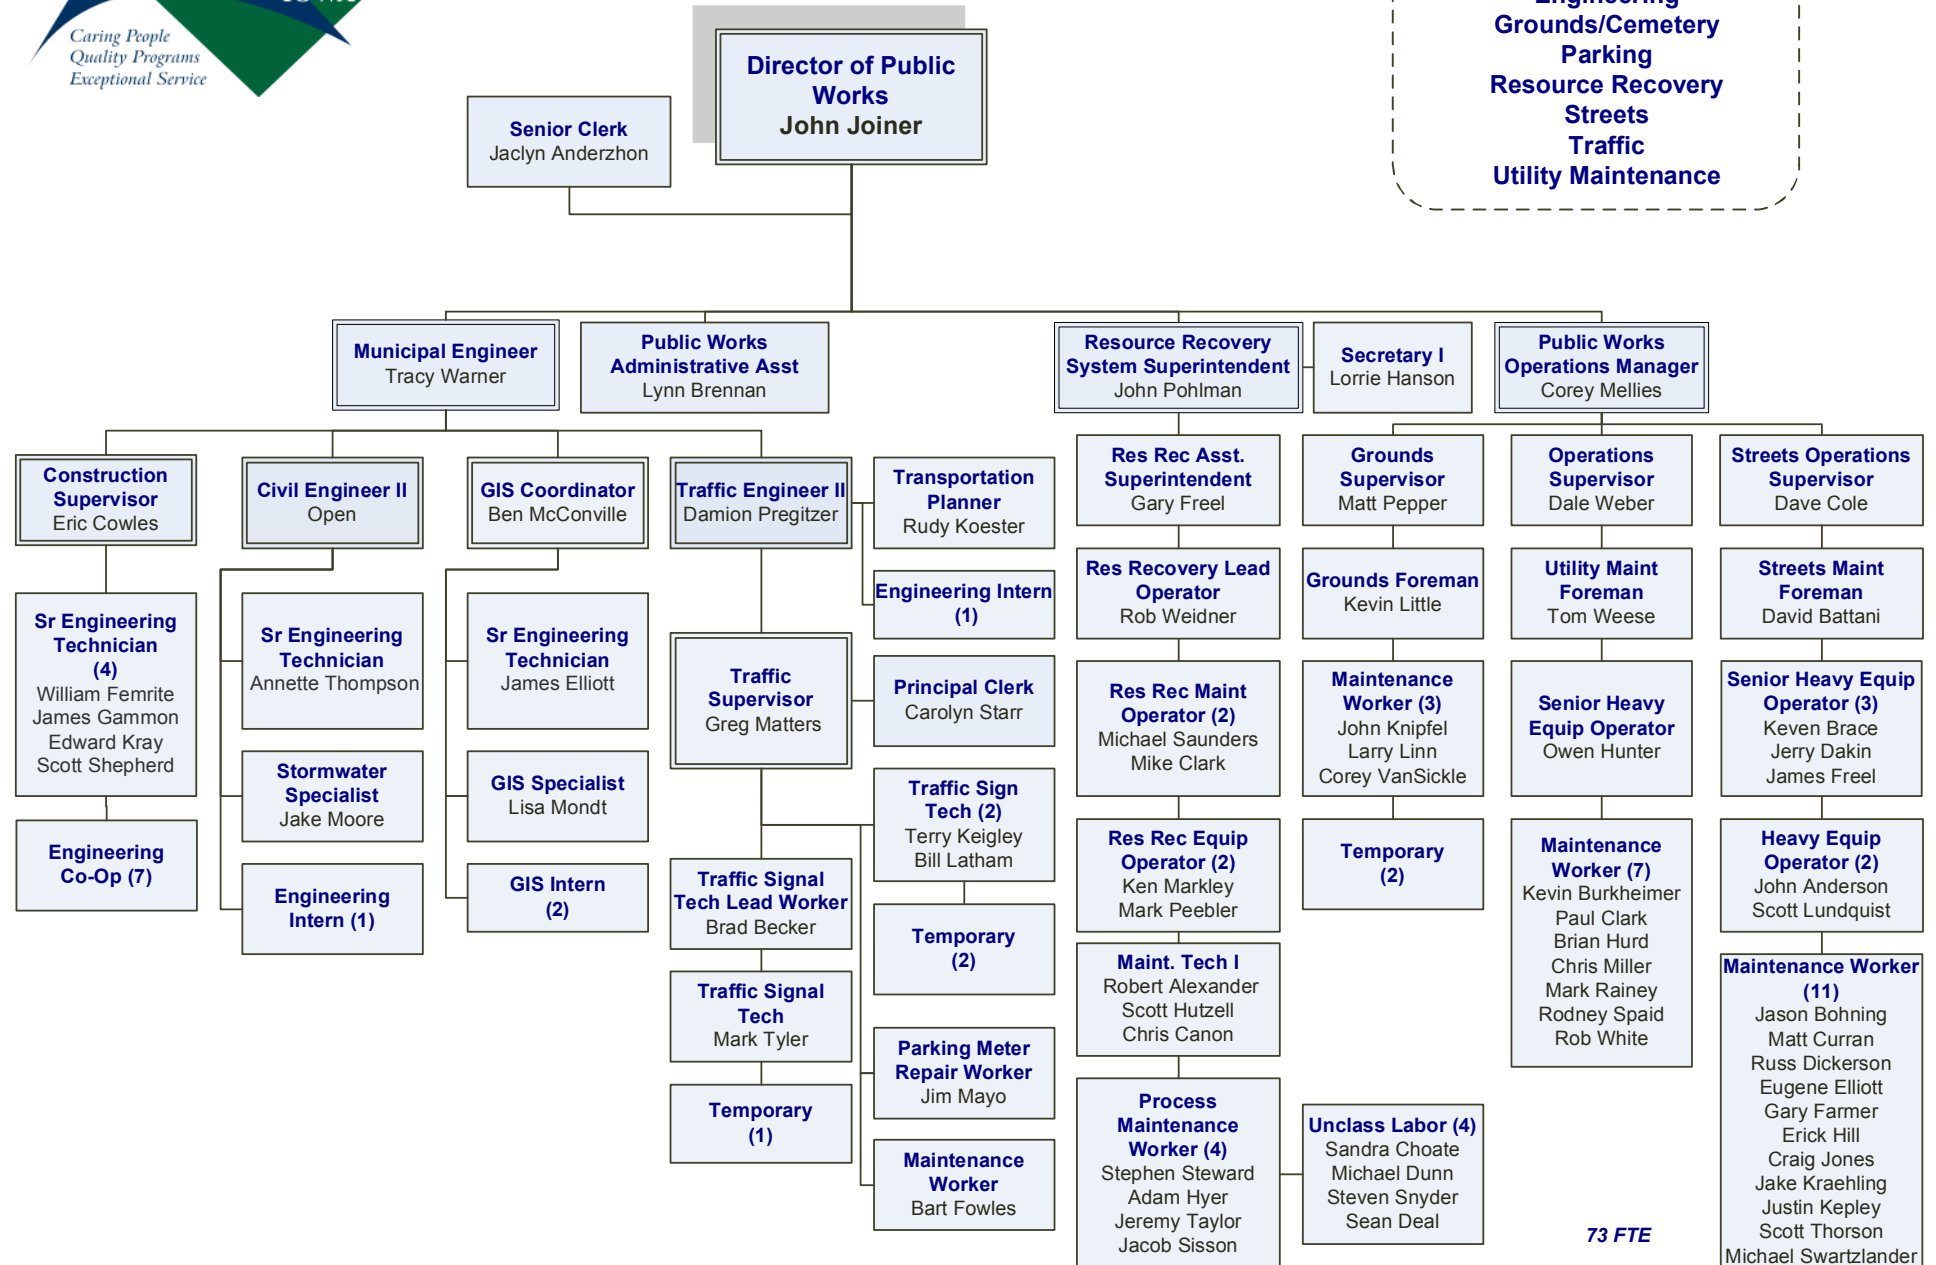 Caring People
Quality Programs
Exceptional Service
Engineering
Grounds/Cemetery
Parking
Resource Recovery
Streets
Traffic
Utility Maintenance
Director of Public
Works
John Joiner
Senior Clerk
Jaclyn Anderzhon
Municipal Engineer
Tracy Warner
Public Works
Administrative Asst
Lynn Brennan
Resource Recovery
System Superintendent
John Pohlman
Secretary I
Lorrie Hanson
Public Works
Operations Manager
Corey Mellies
Construction
Supervisor
Eric Cowles
Civil Engineer II
Open
GIS Coordinator
Ben McConville
Traffic Engineer II
Damion Pregitzer
Transportation
Planner
Rudy Koester
Engineering Intern
(1)
Res Rec Asst.
Superintendent
Gary Freel
Grounds
Supervisor
Matt Pepper
Operations
Supervisor
Dale Weber
Streets Operations
Supervisor
Dave Cole
Res Recovery Lead
Operator
Rob Weidner
Grounds Foreman
Kevin Little
Utility Maint
Foreman
Tom Weese
Streets Maint
Foreman
David Battani
Sr Engineering
Technician
(4)
William Femrite
James Gammon
Edward Kray
Scott Shepherd
Sr Engineering
Technician
Annette Thompson
Sr Engineering
Technician
James Elliott
Traffic
Supervisor
Greg Matters
Principal Clerk
Carolyn Starr
Res Rec Maint
Operator (2)
Michael Saunders
Mike Clark
Maintenance
Worker (3)
John Knipfel
Larry Linn
Corey VanSickle
Senior Heavy
Equip Operator
Owen Hunter
Senior Heavy Equip
Operator (3)
Keven Brace
Jerry Dakin
James Freel
Engineering
Co-Op (7)
Stormwater
Specialist
Jake Moore
GIS Specialist
Lisa Mondt
Traffic Sign
Tech (2)
Terry Keigley
Bill Latham
Res Rec Equip
Operator (2)
Ken Markley
Mark Peebler
Temporary
(2)
Maintenance
Worker (7)
Kevin Burkheimer
Paul Clark
Brian Hurd
Chris Miller
Mark Rainey
Rodney Spaid
Rob White
Heavy Equip
Operator (2)
John Anderson
Scott Lundquist
Engineering
Intern (1)
GIS Intern
(2)
Traffic Signal
Tech Lead Worker
Brad Becker
Temporary
(2)
Maint. Tech I
Robert Alexander
Scott Hutzell
Chris Canon
Maintenance Worker
(11)
Jason Bohning
Matt Curran
Russ Dickerson
Eugene Elliott
Gary Farmer
Erick Hill
Craig Jones
Jake Kraehling
Justin Kepley
Scott Thorson
Michael Swartzlander
Traffic Signal
Tech
Mark Tyler
Parking Meter
Repair Worker
Jim Mayo
Temporary
(1)
Maintenance
Worker
Bart Fowles
Process
Maintenance
Worker (4)
Stephen Steward
Adam Hyer
Jeremy Taylor
Jacob Sisson
Unclass Labor (4)
Sandra Choate
Michael Dunn
Steven Snyder
Sean Deal
73 FTE